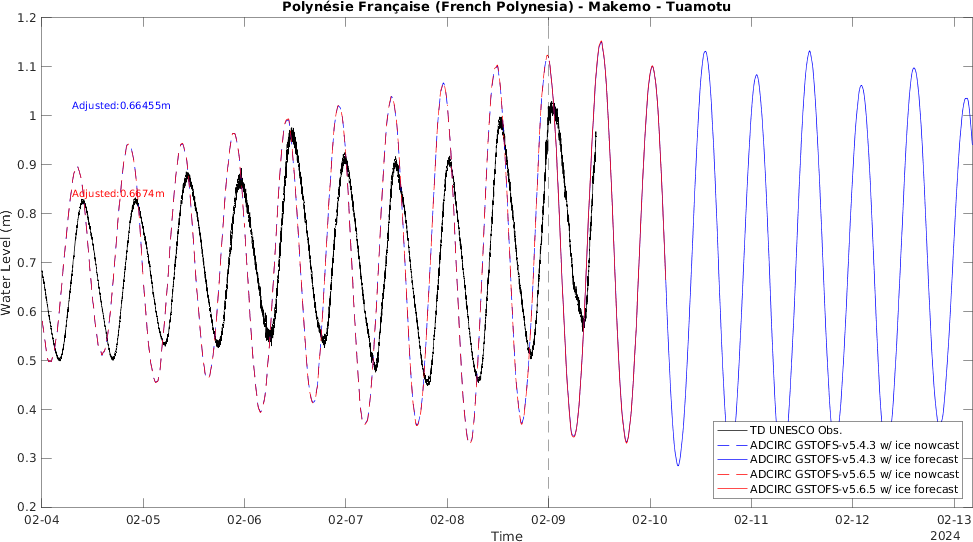 Polynésie Française (French Polynesia) - Makemo - Tuamotu
1.2
1.1
1
0.9
0.8
0.7
0.6
0.5
0.4
0.3
0.2
Water Level (m)
Adjusted:0.66455m
Adjusted:0.6674m
TD UNESCO Obs.
ADCIRC GSTOFS-v5.4.3 w/ ice nowcast
ADCIRC GSTOFS-v5.4.3 w/ ice forecast
ADCIRC GSTOFS-v5.6.5 w/ ice nowcast
ADCIRC GSTOFS-v5.6.5 w/ ice forecast
02-04 02-05 02-06 02-07 02-08 02-09 02-10 02-11 02-12 02-13
Time
2024